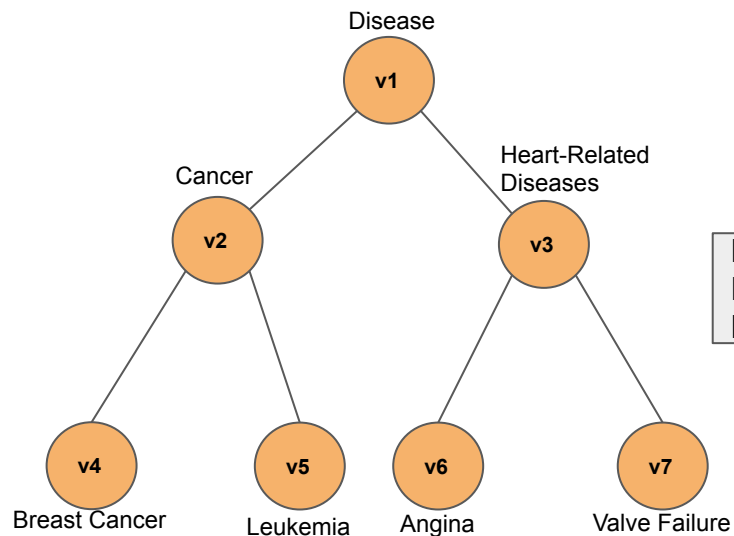 Disease
v1
Heart-Related
Diseases
Cancer
v2
v3
v4
v5
v6
v7
Breast Cancer
Leukemia
Angina
Valve Failure